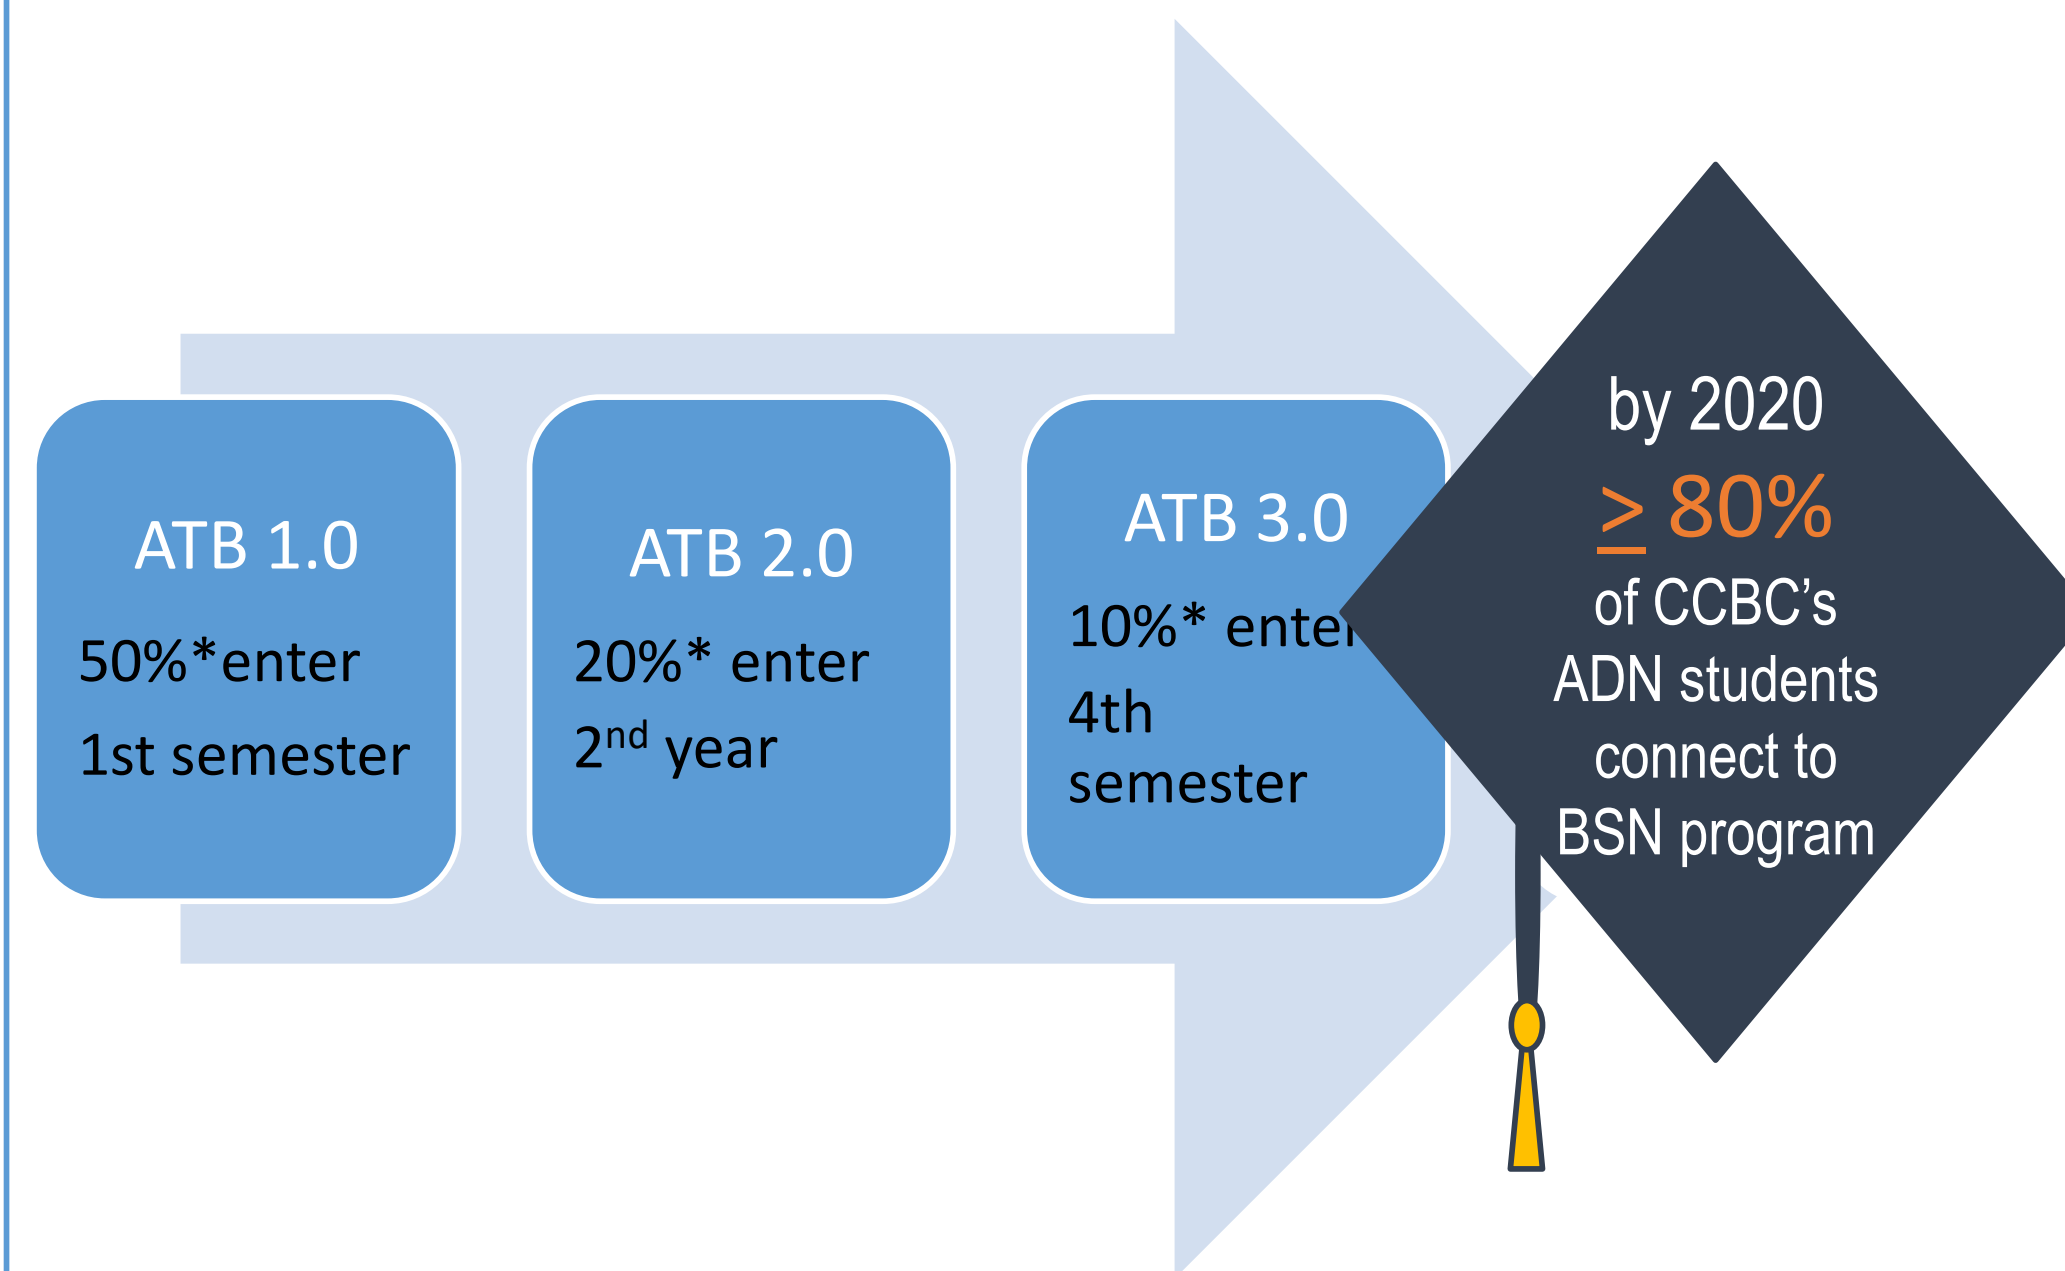 ATB 1.0
50%*enter
1st semester
ATB 2.0
20%* enter
2nd year
ATB 3.0
10%* enter
4th
semester
by 2020
≥ 80%
of CCBC’s
ADN students
connect to
BSN program